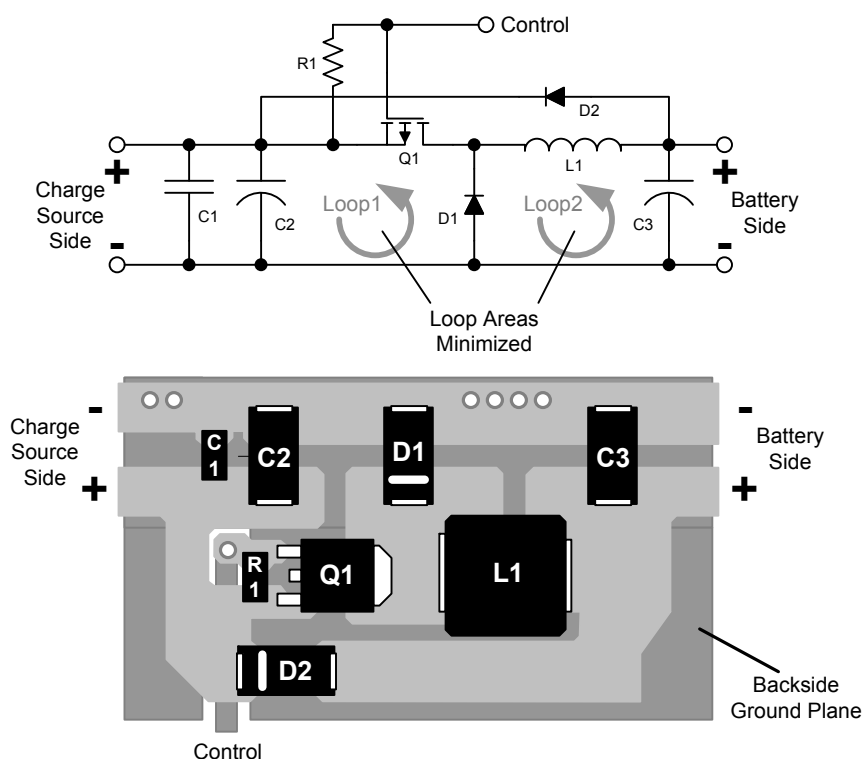 Control
R1
D2
Q1
L1
+
+
Charge
Source
Side
C1
C2
Loop1
D1
Loop2
C3
Battery
Side
-
-
Loop Areas
Minimized
-
-
Charge
Source
Side
Battery
Side
C
1
C2
D1
C3
+
+
R
1
Q1
L1
D2
Backside
Ground Plane
Control